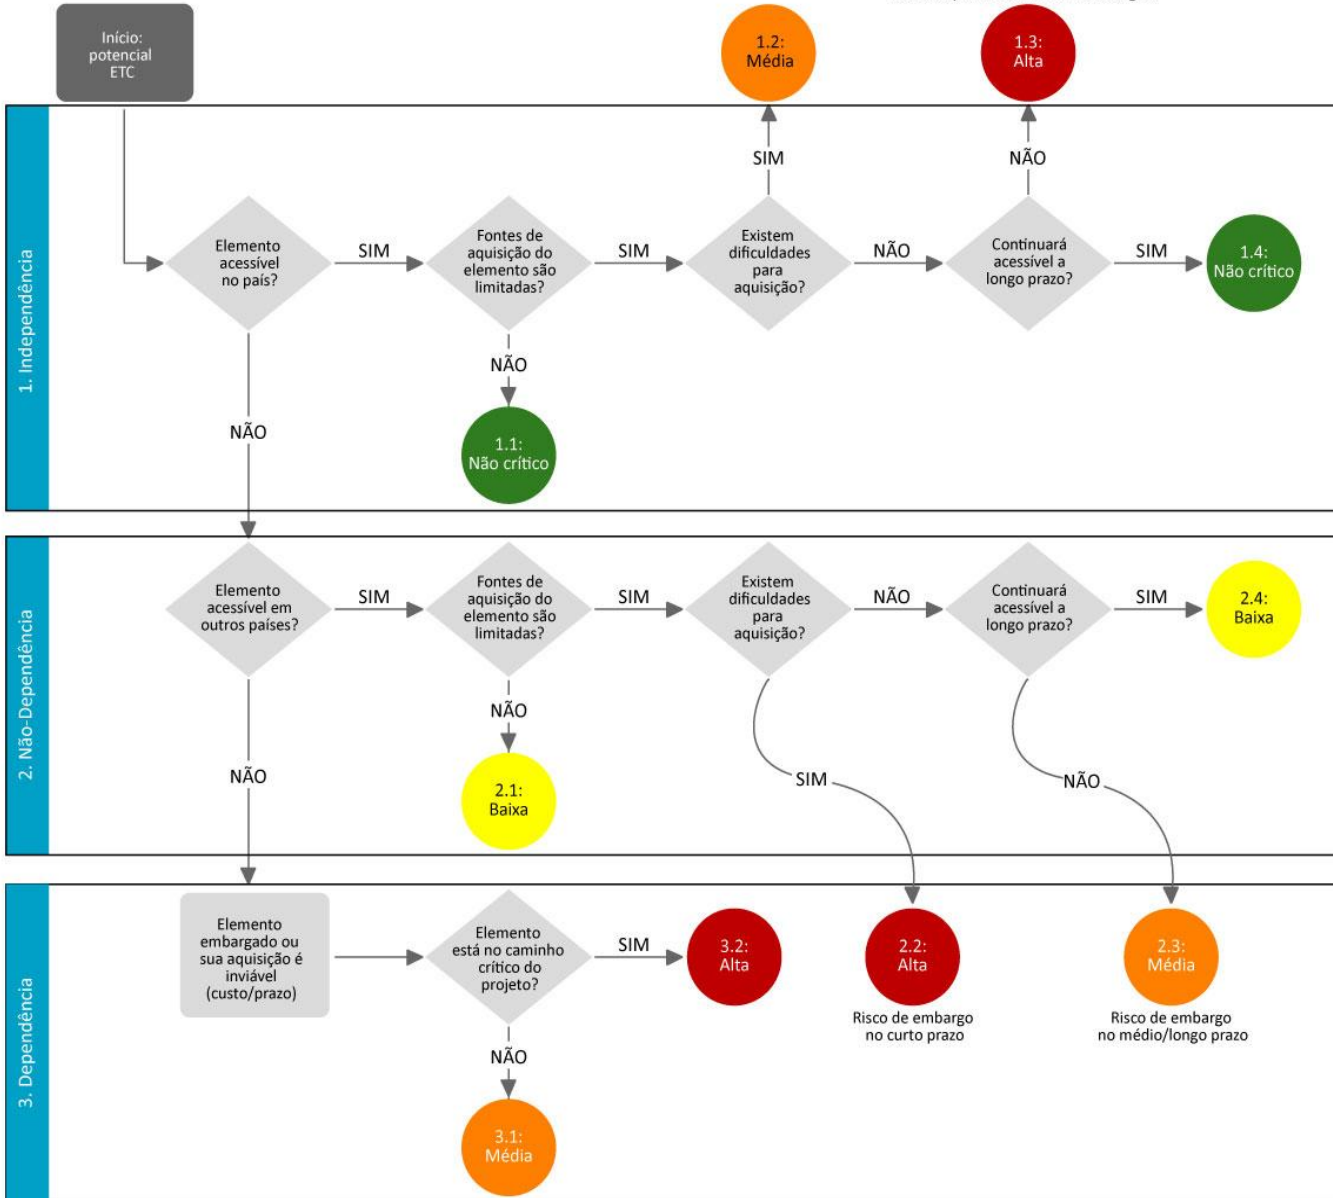 Início:
potencial
ETC
1.2:
Média
1.3:
Alta
1. Independência
SIM
NÃO
Elemento
acessível
no país?
SIM
Fontes de
aquisição do
elemento são
limitadas?
SIM
Existem
dificuldades
para
aquisição?
NÃO
Continuará
acessível a
longo prazo?
SIM
1.4:
Não crítico
NÃO
NÃO
1.1:
Não crítico
2. Não-Dependência
Elemento
acessível em
outros países?
SIM
Fontes de
aquisição do
elemento são
limitadas?
SIM
Existem
dificuldades
para
aquisição?
NÃO
Continuará
acessível a
longo prazo?
SIM
2.4:
Baixa
NÃO
NÃO
SIM
NÃO
2.1:
Baixa
3. Dependência
Elemento
embargado ou
sua aquisição é
inviável
(custo/prazo)
Elemento
está no caminho
crítico do
projeto?
SIM
3.2:
Alta
2.2:
Alta
Risco de embargo
no curto prazo
2.3:
Média
Risco de embargo
no médio/longo prazo
NÃO
3.1:
Média